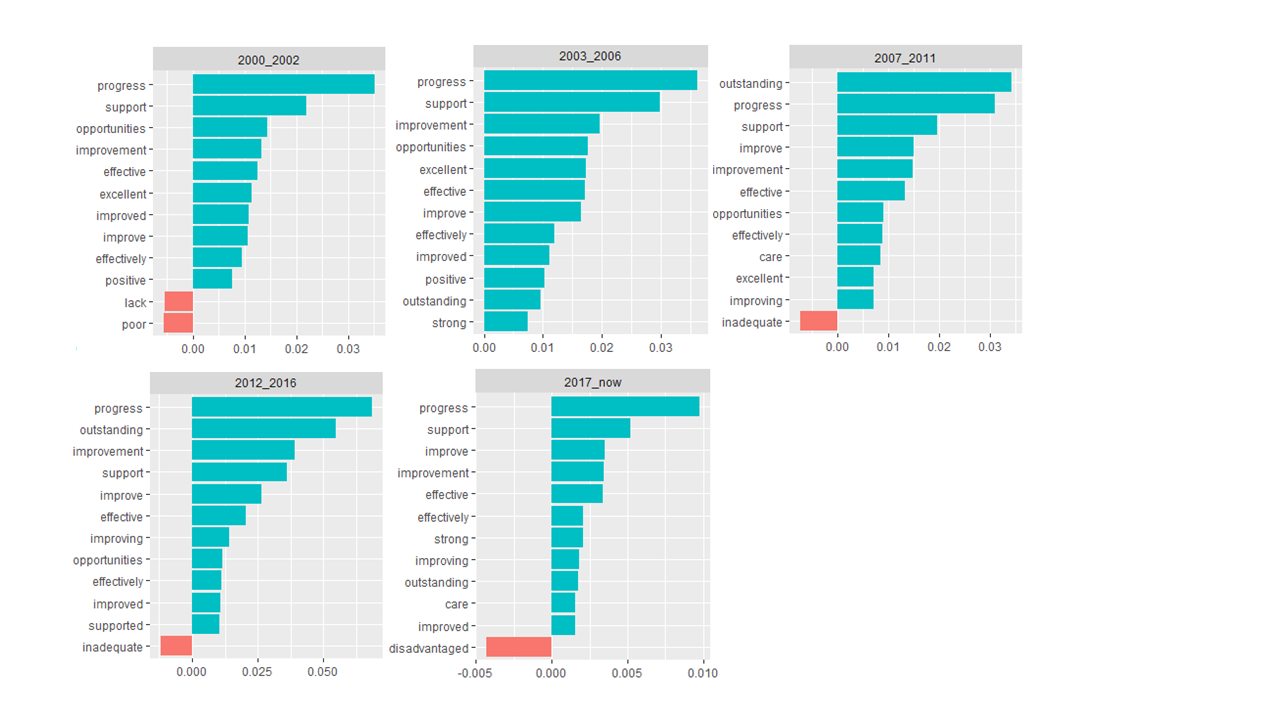 2000_2002
progress
support
opportunities
improvement
effective
excellent
improved
improve
effectively
positive
lack
poor
0.00 0.01 0.02 0.03
2003_2006
progress
support
improvement
opportunities
excellent
effective
improve
effectively
improved
positive
outstanding
strong
0.00 0.01 0.02 0.03
2007_2011
outstanding
progress
support
improve
improvement
effective
opportunities
effectively
care
excellent
improving
inadequate
0.00 0.01 0.02 0.03
2012_2016
progress
outstanding
improvement
support
improve
effective
improving
opportunities
effectively
improved
supported
inadequate
0.000 0.025 0.050
2017_now
progress
support
improve
improvement
effective
effectively
strong
improving
outstanding
care
improved
disadvantaged
-0.005 0.000 0.005 0.010